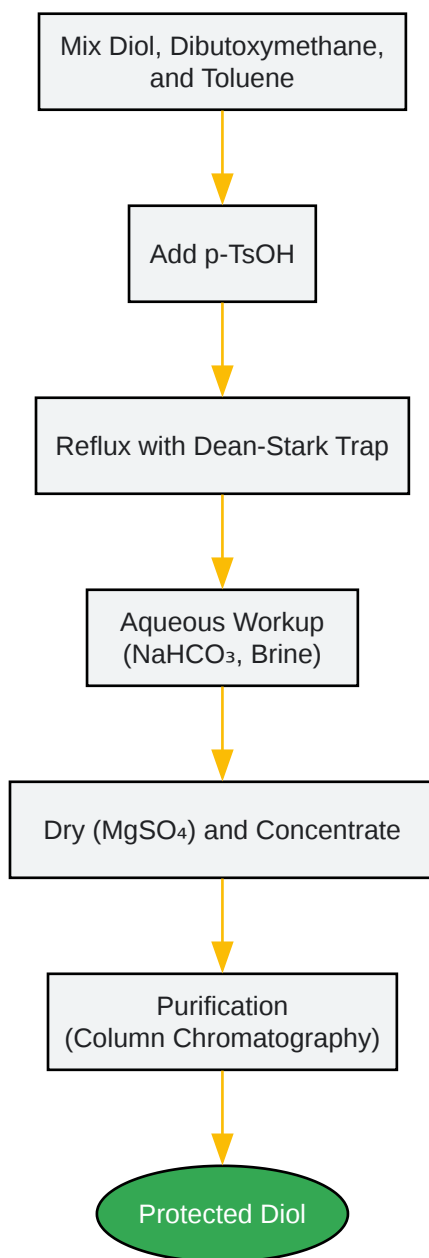 Mix Diol, Dibutoxymethane,
and Toluene
Add p-TsOH
Reflux with Dean-Stark Trap
Aqueous Workup
(NaHCO₃, Brine)
Dry (MgSO₄) and Concentrate
Purification
(Column Chromatography)
Protected Diol